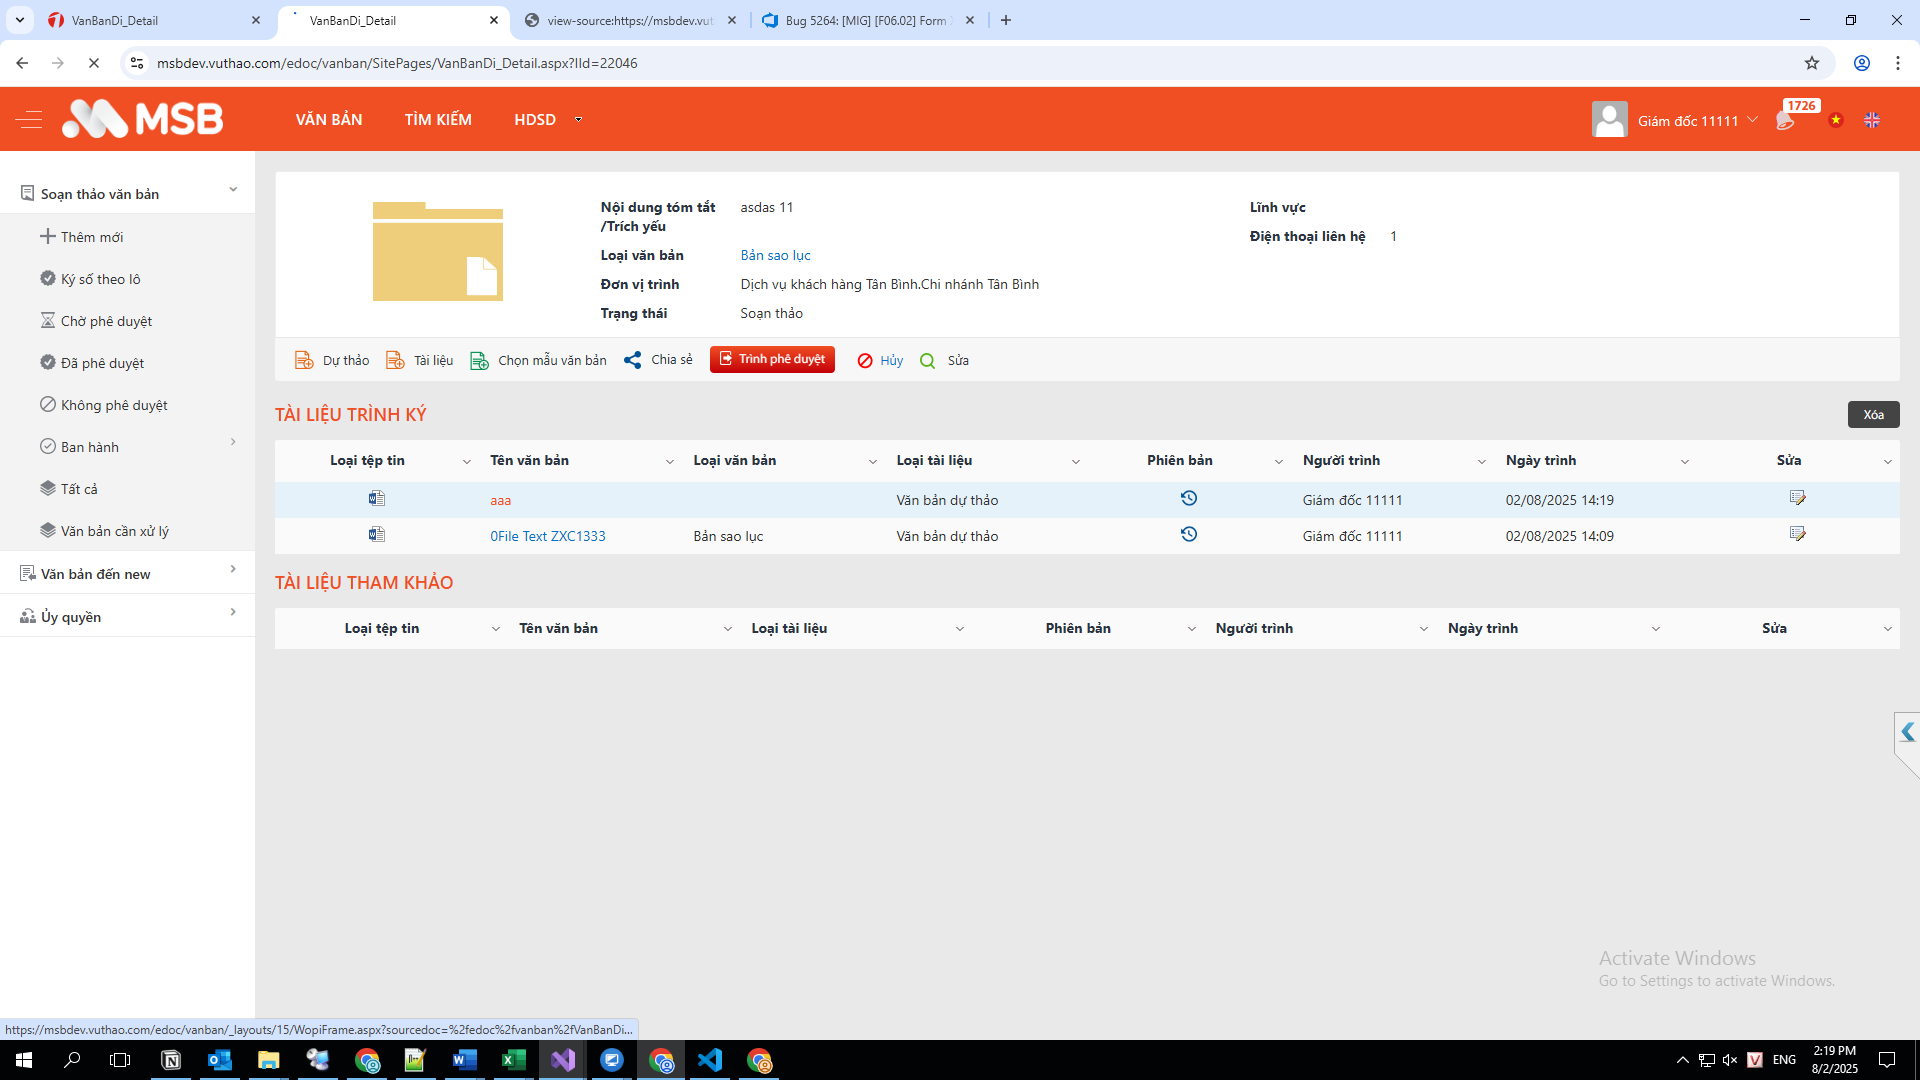 VanBanDi_Detail
VanBanDi_Detail
view-source:https://msbdev.vut
Bug 5264: [MIG] [F06.02] Form
msbdev.vuthao.com/edoc/vanban/SitePages/VanBanDi_Detail.aspx?IId=22046
MSB
VĂN BẢN
TÌM KIẾM
HDSD
Giám đốc 11111
1726
Soạn thảo văn bản
Thêm mới
Ký số theo lô
Chờ phê duyệt
Đã phê duyệt
Không phê duyệt
Ban hành
Tất cả
Văn bản cần xử lý
Văn bản đến new
Ủy quyền
Nội dung tóm tắt asdas 11
/Trích yếu
Loại văn bản Bản sao lục
Đơn vị trình Dịch vụ khách hàng Tân Bình.Chi nhánh Tân Bình
Trạng thái Soạn thảo
Lĩnh vực
Điện thoại liên hệ 1
Dự thảo Tài liệu Chọn mẫu văn bản Chia sẻ Trình phê duyệt Hủy Sửa
TÀI LIỆU TRÌNH KÝ
Xóa
Loại tệp tin Tên văn bản Loại văn bản Loại tài liệu Phiên bản Người trình Ngày trình Sửa
aaa Văn bản dự thảo Giám đốc 11111 02/08/2025 14:19
0File Text ZXC1333 Bản sao lục Văn bản dự thảo Giám đốc 11111 02/08/2025 14:09
TÀI LIỆU THAM KHẢO
Loại tệp tin Tên văn bản Loại tài liệu Phiên bản Người trình Ngày trình Sửa
Activate Windows
Go to Settings to activate Windows.
https://msbdev.vuthao.com/edoc/vanban/_layouts/15/WopiFrame.aspx?sourcedoc=%2fedoc%2fvanban%2fVanBanDi...
ENG
2:19 PM
8/2/2025